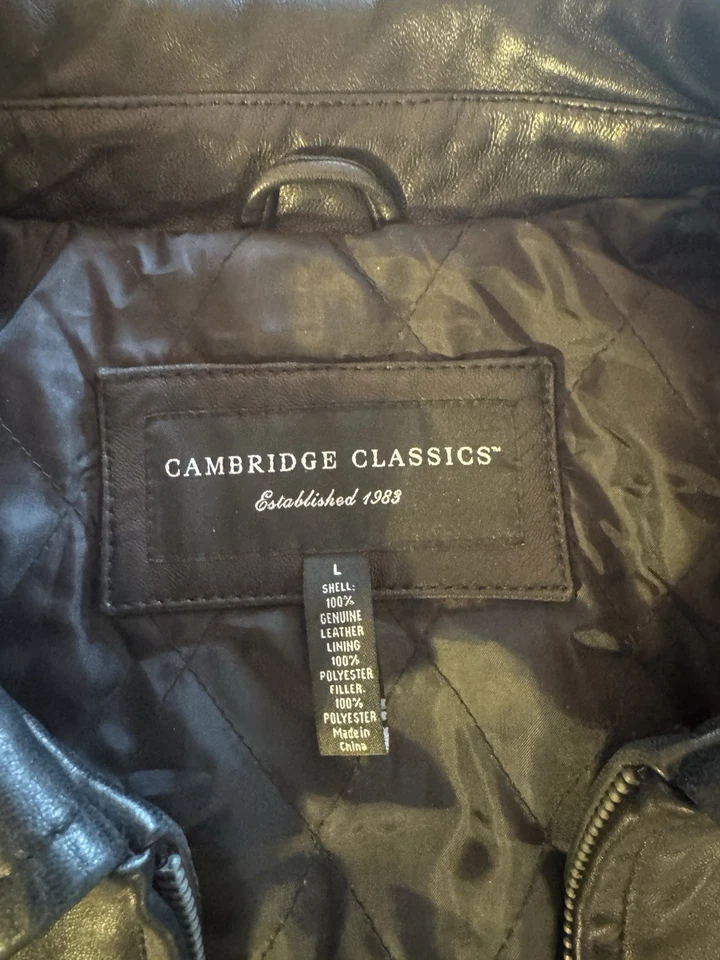 CAMBRIDGE CLASSICS™
Established 1983
L
SHELL:
100%
GENUINE
LEATHER
LINING
100%
POLYESTER
FILLER:
100%
POLYESTER
Made in
China